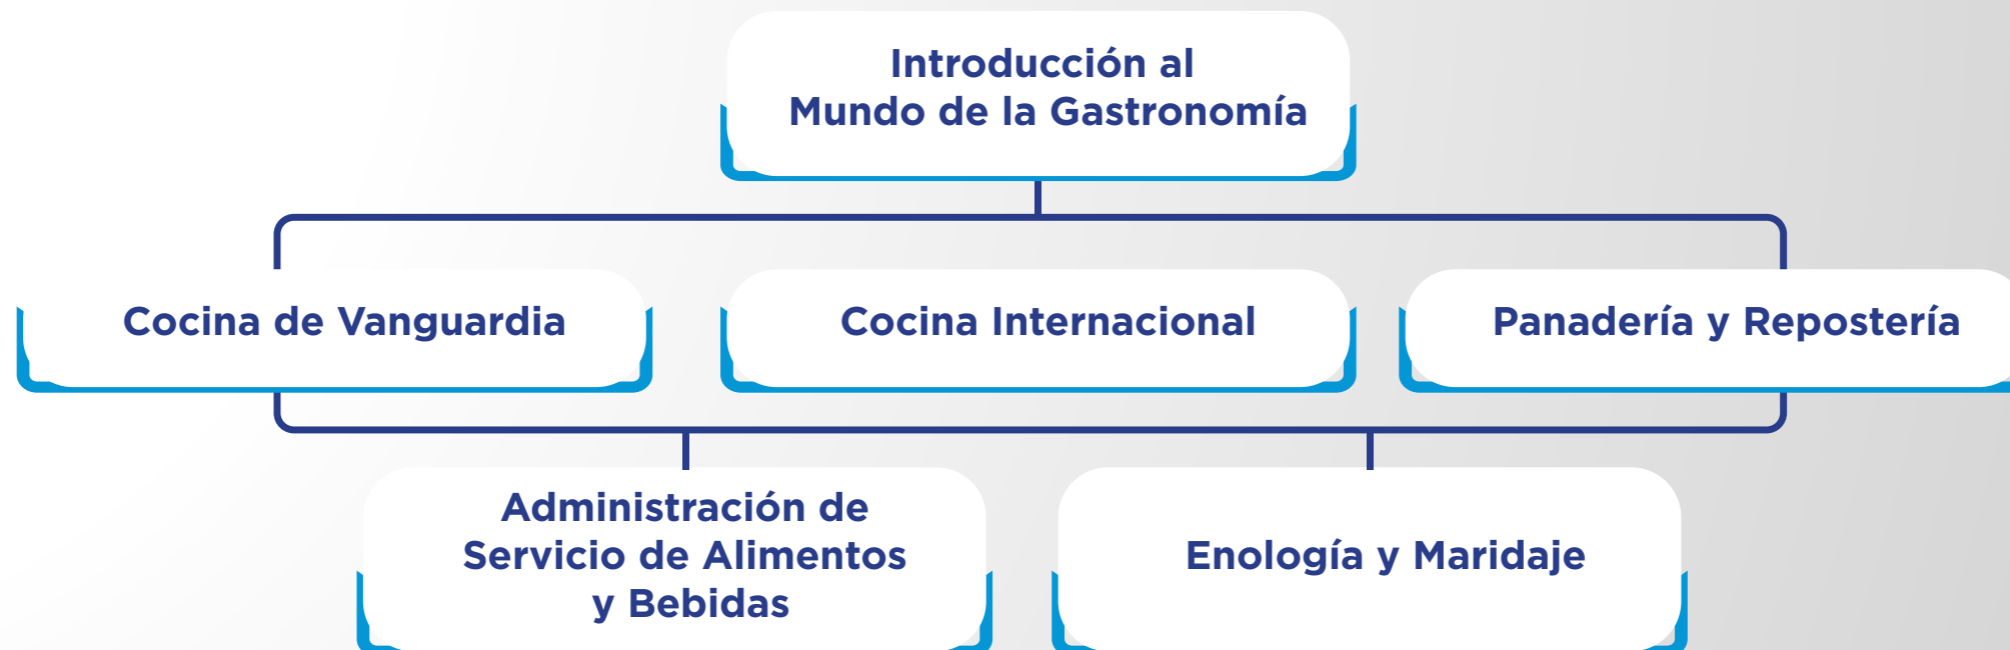 Introducción al
Mundo de la Gastronomía
Cocina de Vanguardia
Cocina Internacional
Panadería y Repostería
Administración de
Servicio de Alimentos
y Bebidas
Enología y Maridaje